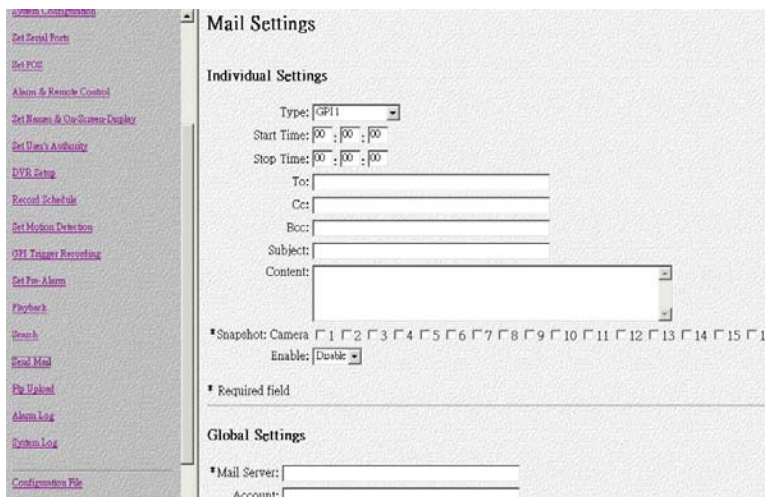 System Configuration
Set Serial Ports
Set POS
Alarm & Remote Control
Set Names & On-Screen-Display
Set User's Authority
DVR Setup
Record Schedule
Set Motion Detection
GPI Trigger Recording
Set Pre-Alarm
Playback
Search
Send Mail
Ftp Upload
Alarm Log
System Log
Configuration File
Mail Settings
Individual Settings
Type: GPI1
Start Time: 00 : 00 : 00
Stop Time: 00 : 00 : 00
To:
Cc:
Bcc:
Subject:
Content:
*Snapshot: Camera 1 2 3 4 5 6 7 8 9 10 11 12 13 14 15 1
Enable: Disable
* Required field
Global Settings
*Mail Server:
Account: